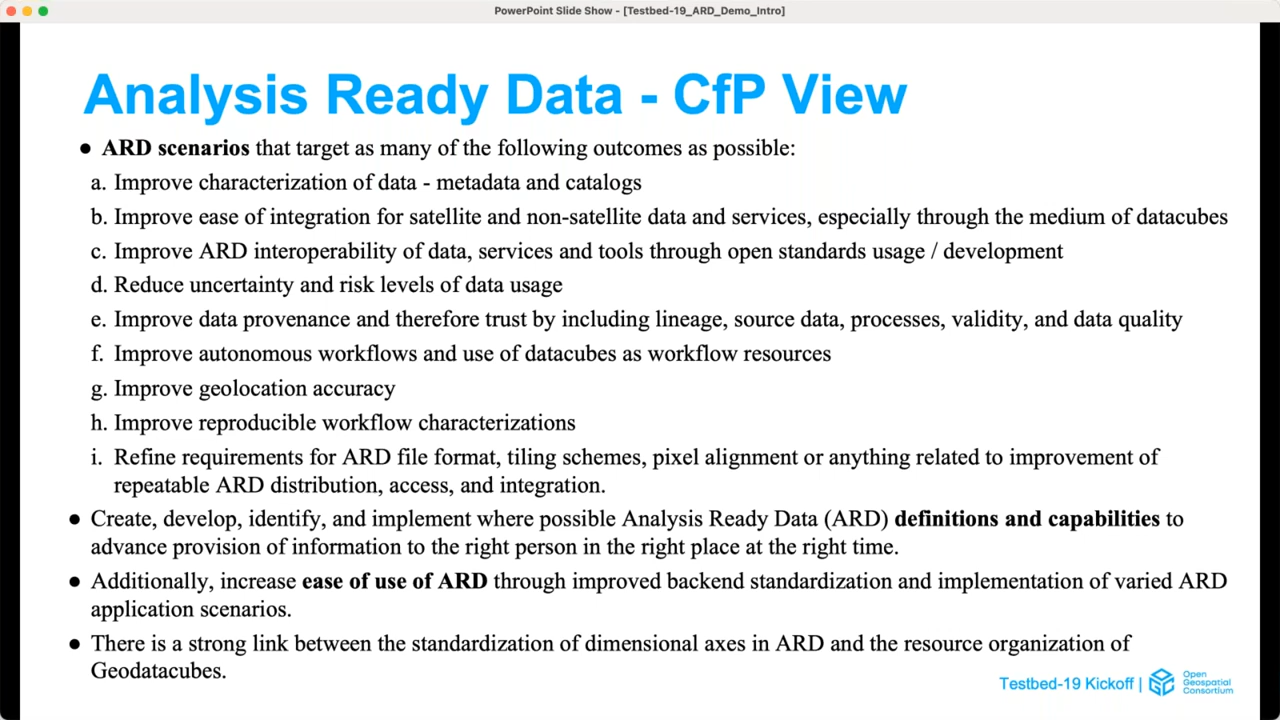 PowerPoint Slide Show - [Testbed-19_ARD_Demo_Intro]
Analysis Ready Data - CfP View
● ARD scenarios that target as many of the following outcomes as possible:
a. Improve characterization of data - metadata and catalogs
b. Improve ease of integration for satellite and non-satellite data and services, especially through the medium of datacubes
c. Improve ARD interoperability of data, services and tools through open standards usage / development
d. Reduce uncertainty and risk levels of data usage
e. Improve data provenance and therefore trust by including lineage, source data, processes, validity, and data quality
f. Improve autonomous workflows and use of datacubes as workflow resources
g. Improve geolocation accuracy
h. Improve reproducible workflow characterizations
i. Refine requirements for ARD file format, tiling schemes, pixel alignment or anything related to improvement of
repeatable ARD distribution, access, and integration.
● Create, develop, identify, and implement where possible Analysis Ready Data (ARD) definitions and capabilities to
advance provision of information to the right person in the right place at the right time.
● Additionally, increase ease of use of ARD through improved backend standardization and implementation of varied ARD
application scenarios.
● There is a strong link between the standardization of dimensional axes in ARD and the resource organization of
Geodatacubes.
Testbed-19 Kickoff |
Open
Geospatial
Consortium